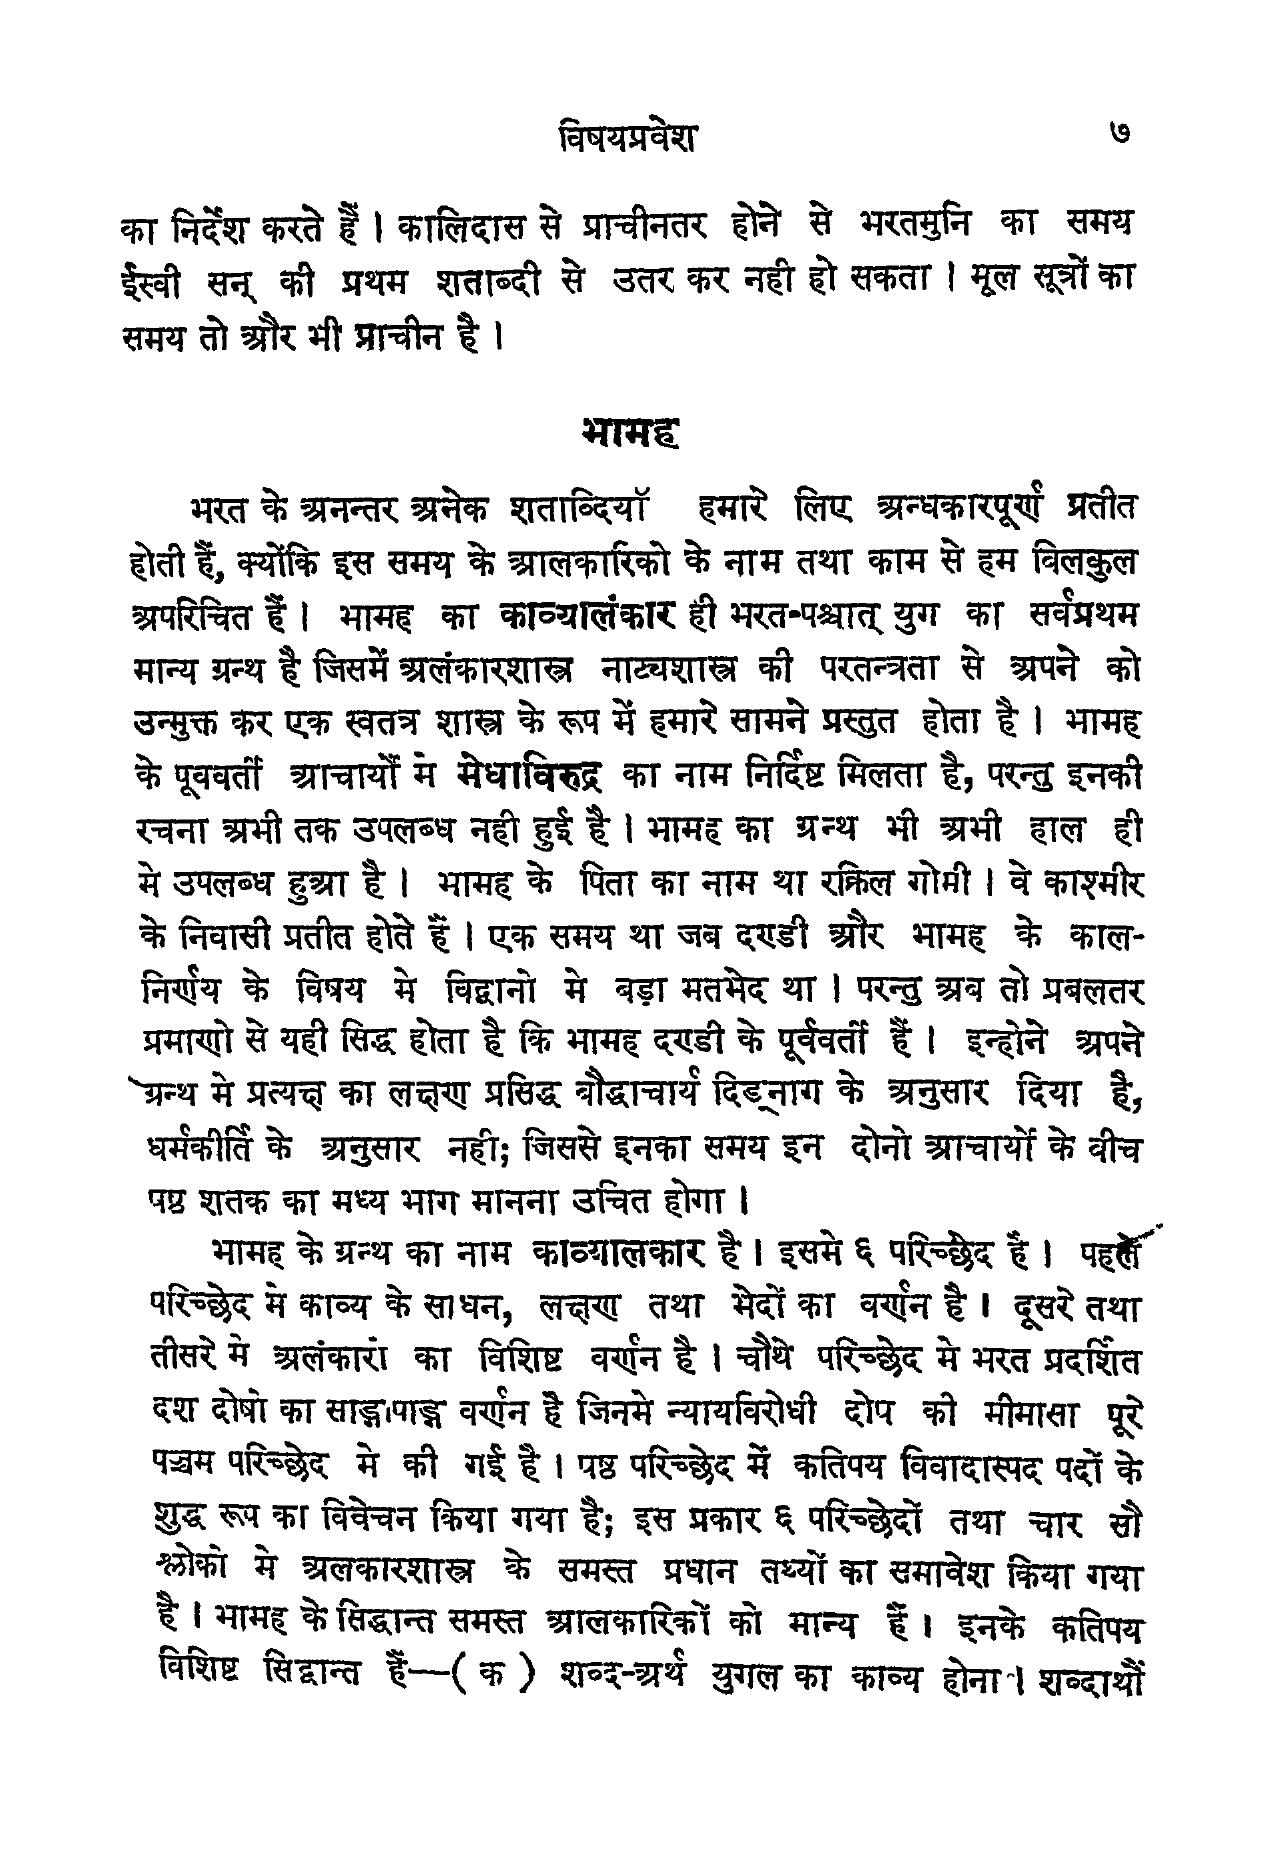 विषयप्रवेश ७
का निर्देश करते हैं । कालिदास से प्राचीनतर होने से भरतमुनि का समय
ईस्वी सन् की प्रथम शताब्दी से उतर कर नही हो सकता । मूल सूत्रों का
समय तो और भी प्राचीन है ।
भामह
भरत के अनन्तर अनेक शताब्दियाॅ हमारे लिए अन्धकारपूर्ण प्रतीत
होती हैं, क्योंकि इस समय के आलकारिको के नाम तथा काम से हम विलकुल
अपरिचित हैं । भामह का काव्यालंकार ही भरत-पश्चात् युग का सर्वप्रथम
मान्य ग्रन्थ है जिसमें अलंकारशास्त्र नाट्यशास्त्र की परतन्त्रता से अपने को
उन्मुक्त कर एक स्वतत्र शास्त्र के रूप में हमारे सामने प्रस्तुत होता है । भामह
के पूववर्ती आचार्यों मे मेधाविरुद्र का नाम निर्दिष्ट मिलता है, परन्तु इनकी
रचना अभी तक उपलब्ध नही हुई है । भामह का ग्रन्थ भी अभी हाल ही
मे उपलब्ध हुआ है । भामह के पिता का नाम था रक्रिल गोमी । वे काश्मीर
के निवासी प्रतीत होते हैं । एक समय था जब दण्डी और भामह के काल-
निर्णय के विषय मे विद्वानो मे बड़ा मतभेद था । परन्तु अब तो प्रबलतर
प्रमाणो से यही सिद्ध होता है कि भामह दण्डी के पूर्ववर्ती हैं । इन्होने अपने
ग्रन्थ मे प्रत्यक्ष का लक्षण प्रसिद्ध बौद्धाचार्य दिङ्नाग के अनुसार दिया है,
धर्मकीर्ति के अनुसार नही; जिससे इनका समय इन दोनो आचार्यो के वीच
पष्ठ शतक का मध्य भाग मानना उचित होगा ।
भामह के ग्रन्थ का नाम काव्यालकार है । इसमे ६ परिच्छेद है । पहले
परिच्छेद मे काव्य के साधन, लक्षण तथा भेदों का वर्णन है । दूसरे तथा
तीसरे मे अलंकारां का विशिष्ट वर्णन है । चौथे परिच्छेद मे भरत प्रदर्शित
दश दोषो का साङ्गापाङ्ग वर्णन है जिनमे न्यायविरोधी दोप की मीमासा पूरे
पञ्चम परिच्छेद मे की गई है । पष्ठ परिच्छेद में कतिपय विवादास्पद पदों के
शुद्ध रूप का विवेचन किया गया है; इस प्रकार ६ परिच्छेदों तथा चार सौ
श्लोको मे अलकारशास्त्र के समस्त प्रधान तथ्यों का समावेश किया गया
है । भामह के सिद्धान्त समस्त आलकारिकों को मान्य हैं । इनके कतिपय
विशिष्ट सिद्वान्त हैं—( क ) शब्द-अर्थ युगल का काव्य होना । शब्दार्थौं